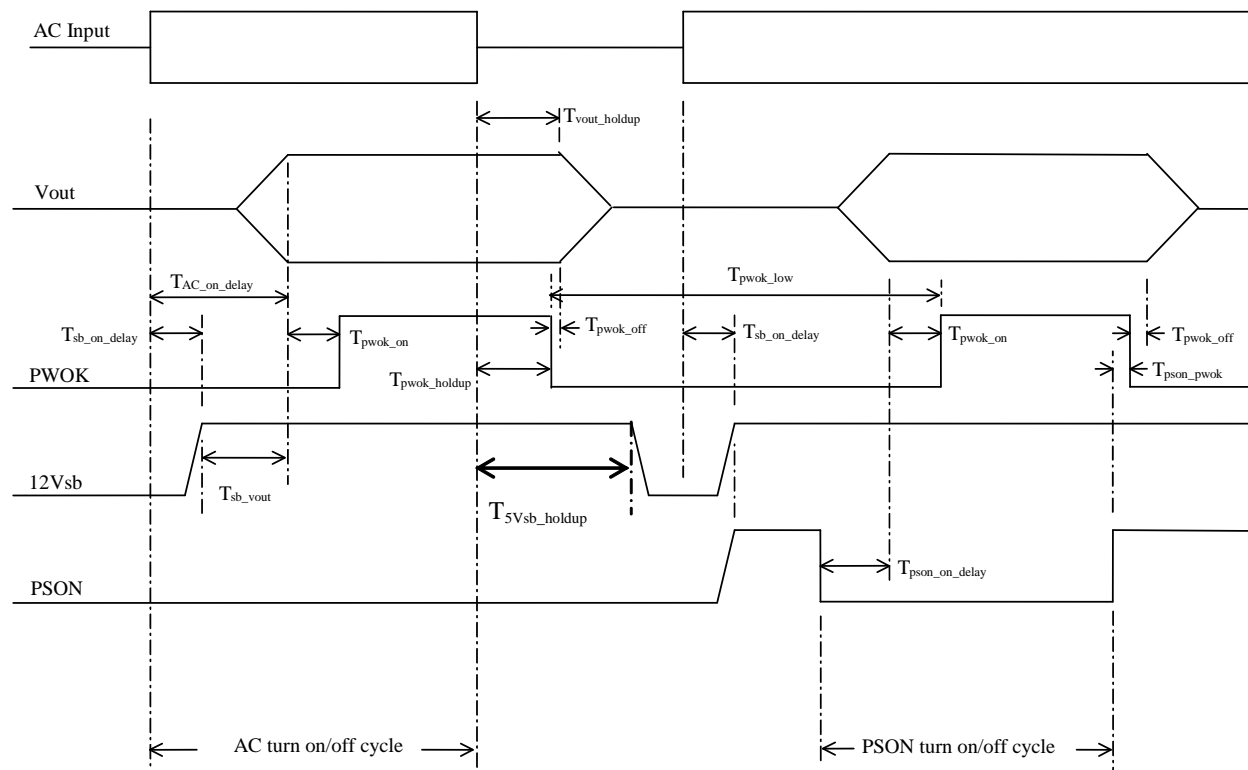 AC Input
Tvout_holdup
Vout
TAC_on_delay
Tpwok_low
Tsb_on_delay
Tpwok_on
Tpwok_off
Tsb_on_delay
Tpwok_on
Tpwok_off
PWOK
Tpwok_holdup
Tpson_pwok
12Vsb
Tsb_vout
T5Vsb_holdup
PSON
Tpson_on_delay
AC turn on/off cycle
PSON turn on/off cycle